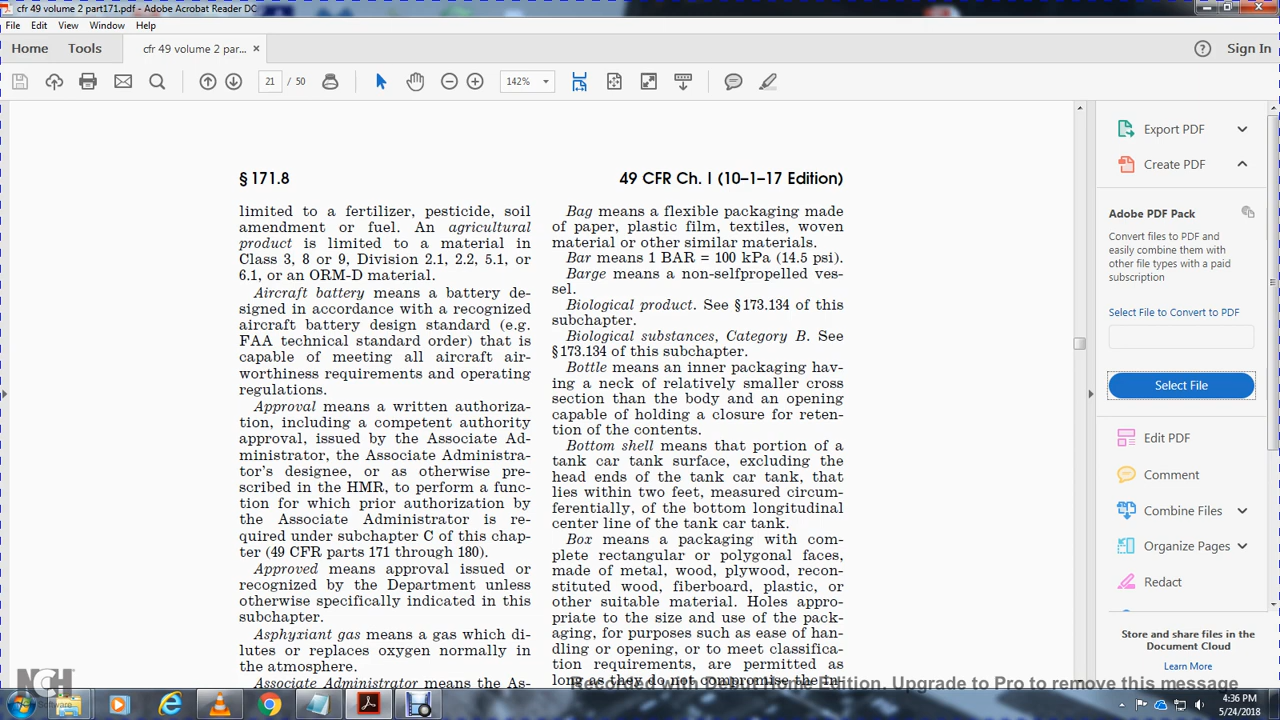 cfr 49 volume 2 part171.pdf - Adobe Acrobat Reader DC
File Edit View Window Help
Home Tools cfr 49 volume 2 par... × Sign In
21 / 50 142%
§ 171.8 49 CFR Ch. I (10–1–17 Edition)
limited to a fertilizer, pesticide, soil
amendment or fuel. An agricultural
product is limited to a material in
Class 3, 8 or 9, Division 2.1, 2.2, 5.1, or
6.1, or an ORM-D material.
Aircraft battery means a battery de-
signed in accordance with a recognized
aircraft battery design standard (e.g.
FAA technical standard order) that is
capable of meeting all aircraft air-
worthiness requirements and operating
regulations.
Approval means a written authoriza-
tion, including a competent authority
approval, issued by the Associate Ad-
ministrator, the Associate Administra-
tor's designee, or as otherwise pre-
scribed in the HMR, to perform a func-
tion for which prior authorization by
the Associate Administrator is re-
quired under subchapter C of this chap-
ter (49 CFR parts 171 through 180).
Approved means approval issued or
recognized by the Department unless
otherwise specifically indicated in this
subchapter.
Asphyxiant gas means a gas which di-
lutes or replaces oxygen normally in
the atmosphere.
Associate Administrator means the As-
Bag means a flexible packaging made
of paper, plastic film, textiles, woven
material or other similar materials.
Bar means 1 BAR = 100 kPa (14.5 psi).
Barge means a non-selfpropelled ves-
sel.
Biological product. See §173.134 of this
subchapter.
Biological substances, Category B. See
§173.134 of this subchapter.
Bottle means an inner packaging hav-
ing a neck of relatively smaller cross
section than the body and an opening
capable of holding a closure for reten-
tion of the contents.
Bottom shell means that portion of a
tank car tank surface, excluding the
head ends of the tank car tank, that
lies within two feet, measured circum-
ferentially, of the bottom longitudinal
center line of the tank car tank.
Box means a packaging with com-
plete rectangular or polygonal faces,
made of metal, wood, plywood, recon-
stituted wood, fiberboard, plastic, or
other suitable material. Holes appro-
priate to the size and use of the pack-
aging, for purposes such as ease of han-
dling or opening, or to meet classifica-
tion requirements, are permitted as
long as they do not compromise the in-
Export PDF
Create PDF
Adobe PDF Pack
Convert files to PDF and
easily combine them with
other file types with a paid
subscription
Select File to Convert to PDF
Select File
Edit PDF
Comment
Combine Files
Organize Pages
Redact
Store and share files in the
Document Cloud
Learn More
Recorded with Debut Home Edition. Upgrade to Pro to remove this message
NCH
Software
4:36 PM
5/24/2018